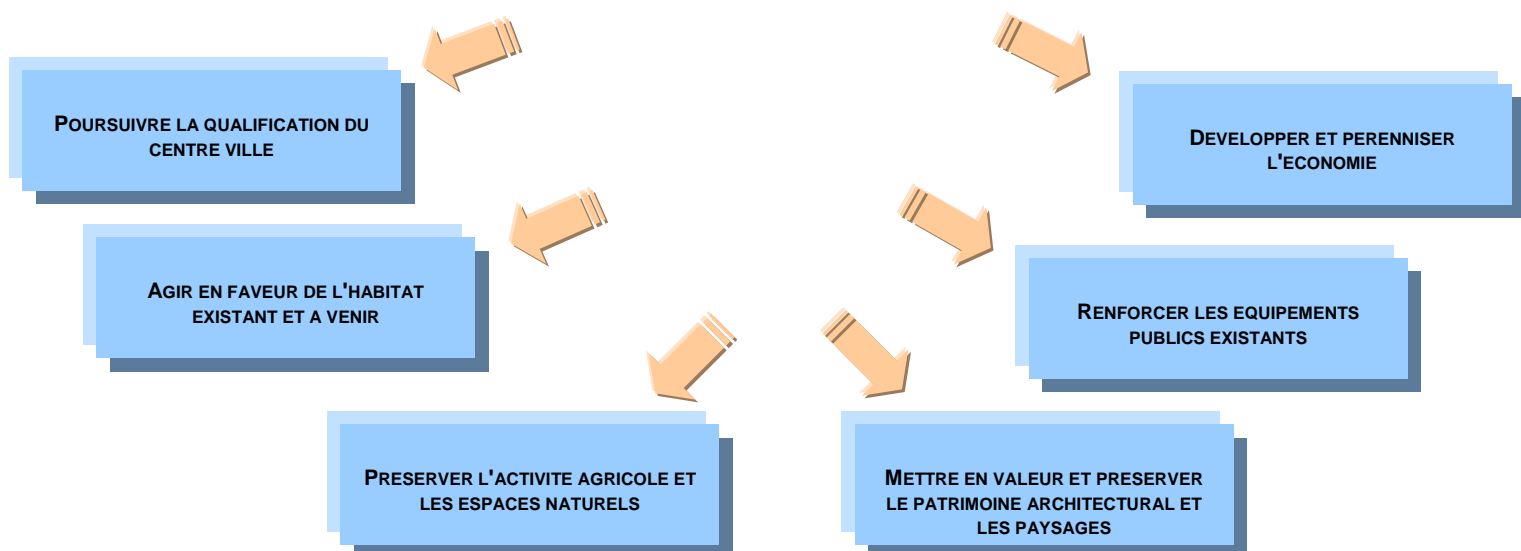 POURSUIVRE LA QUALIFICATION DU
CENTRE VILLE
DEVELOPPER ET PERENNISER
L'ECONOMIE
AGIR EN FAVEUR DE L'HABITAT
EXISTANT ET A VENIR
RENFORCER LES EQUIPEMENTS
PUBLICS EXISTANTS
PRESERVER L'ACTIVITE AGRICOLE ET
LES ESPACES NATURELS
METTRE EN VALEUR ET PRESERVER
LE PATRIMOINE ARCHITECTURAL ET
LES PAYSAGES